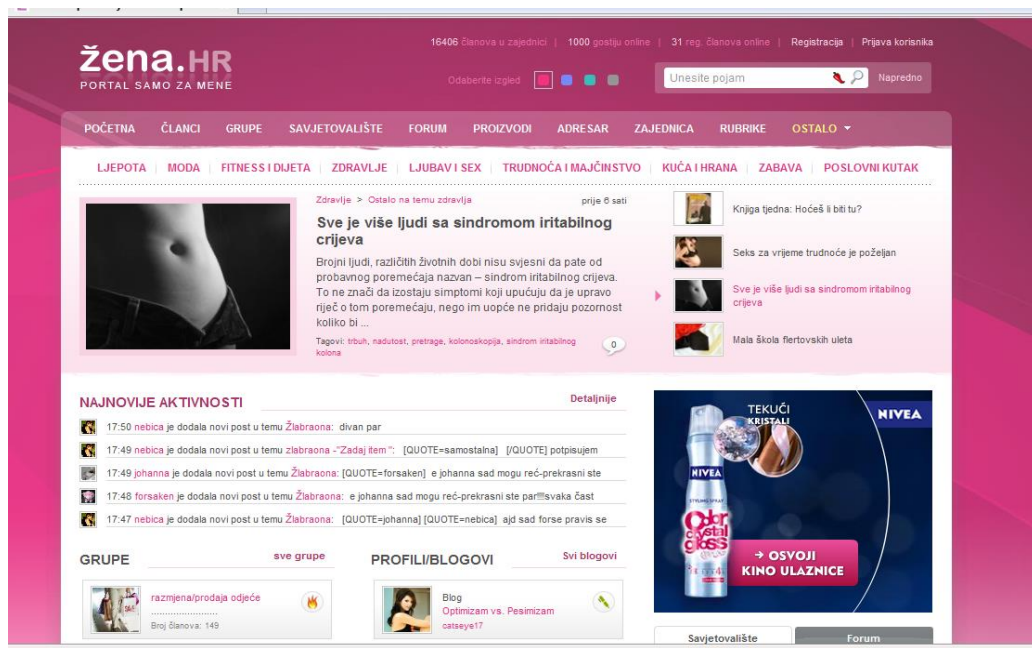 16406 članova u zajednici | 1000 gostiju online | 31 reg. članova online | Registracija | Prijava korisnika
žena.HR
PORTAL SAMO ZA MENE
Odaberite izgled
Unesite pojam
Napredno
POČETNA ČLANCI GRUPE SAVJETOVALIŠTE FORUM PROIZVODI ADRESAR ZAJEDNICA RUBRIKE OSTALO
LJEPOTA | MODA | FITNESS I DIJETA | ZDRAVLJE | LJUBAV I SEX | TRUDNOĆA I MAJČINSTVO | KUĆA I HRANA | ZABAVA | POSLOVNI KUTAK
Zdravlje > Ostalo na temu zdravlja
prije 6 sati
Sve je više ljudi sa sindromom iritabilnog
crijeva
Brojni ljudi, različitih životnih dobi nisu svjesni da pate od
probavnog poremećaja nazvan – sindrom iritabilnog crijeva.
To ne znači da izostaju simptomi koji upućuju da je upravo
riječ o tom poremećaju, nego im uopće ne pridaju pozornost
koliko bi ...
Tagovi: trbuh, nadutost, pretrage, kolonoskopija, sindrom iritabilnog
kolona
0
Knjiga tjedna: Hoćeš li biti tu?
Seks za vrijeme trudnoće je poželjan
Sve je više ljudi sa sindromom iritabilnog
crijeva
Mala škola flertovskih uleta
NAJNOVIJE AKTIVNOSTI
Detaljnije
17:50 nebica je dodala novi post u temu Žlabraona: divan par
17:49 nebica je dodala novi post u temu zlabraona -"Zadaj item ": [QUOTE=samostalna] [/QUOTE] potpisujem
17:49 johanna je dodala novi post u temu Žlabraona: [QUOTE=forsaken] e johanna sad mogu reć-prekrasni ste
17:48 forsaken je dodala novi post u temu Žlabraona: e johanna sad mogu reć-prekrasni ste par!!!svaka čast
17:47 nebica je dodala novi post u temu Žlabraona: [QUOTE=johanna] [QUOTE=nebica] ajd sad forse pravis se
GRUPE
sve grupe
razmjena/prodaja odjeće
........................
Broj članova: 149
PROFILI/BLOGOVI
Svi blogovi
Blog
Optimizam vs. Pesimizam
catseye17
TEKUĆI
KRISTALI
NIVEA
NIVEA
STYLING SPRAY
Color
crystal
gloss
→ OSVOJI
KINO ULAZNICE
Savjetovalište
Forum